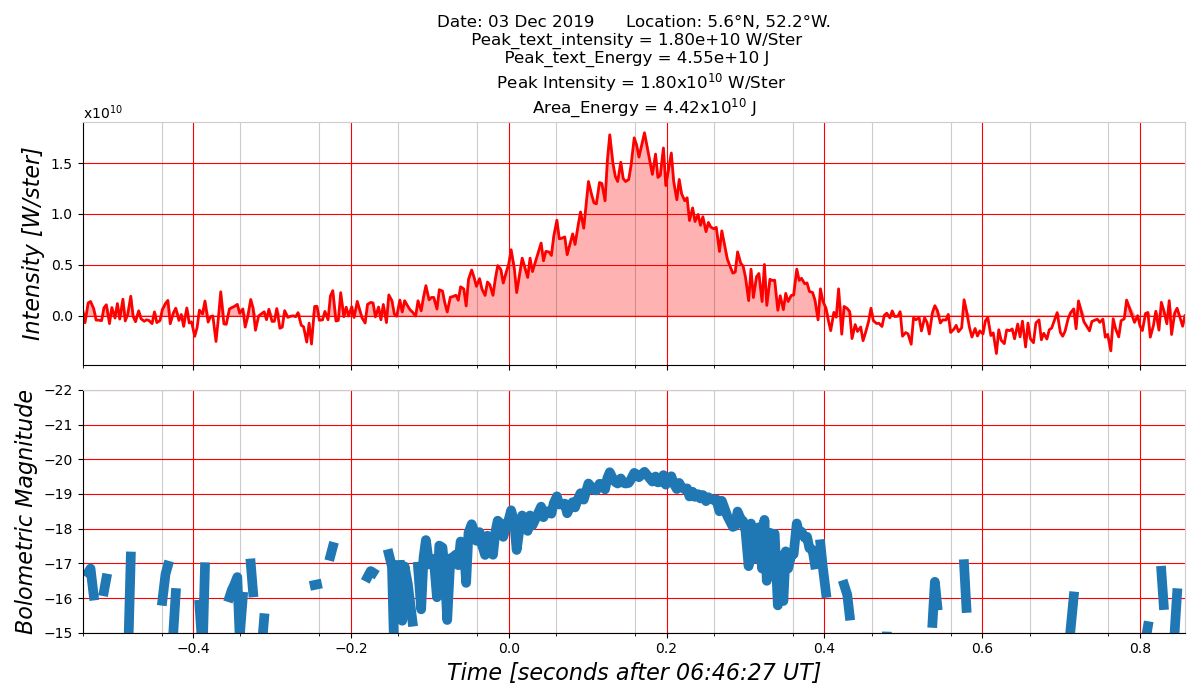 Date: 03 Dec 2019 Location: 5.6°N, 52.2°W.
Peak_text_intensity = 1.80e+10 W/Ster
Peak_text_Energy = 4.55e+10 J
Peak Intensity = 1.80x10¹⁰ W/Ster
Area_Energy = 4.42x10¹⁰ J
x10¹⁰
1.5
1.0
0.5
0.0
Intensity [W/ster]
−22
−21
−20
−19
−18
−17
−16
−15
Bolometric Magnitude
−0.4 −0.2 0.0 0.2 0.4 0.6 0.8
Time [seconds after 06:46:27 UT]